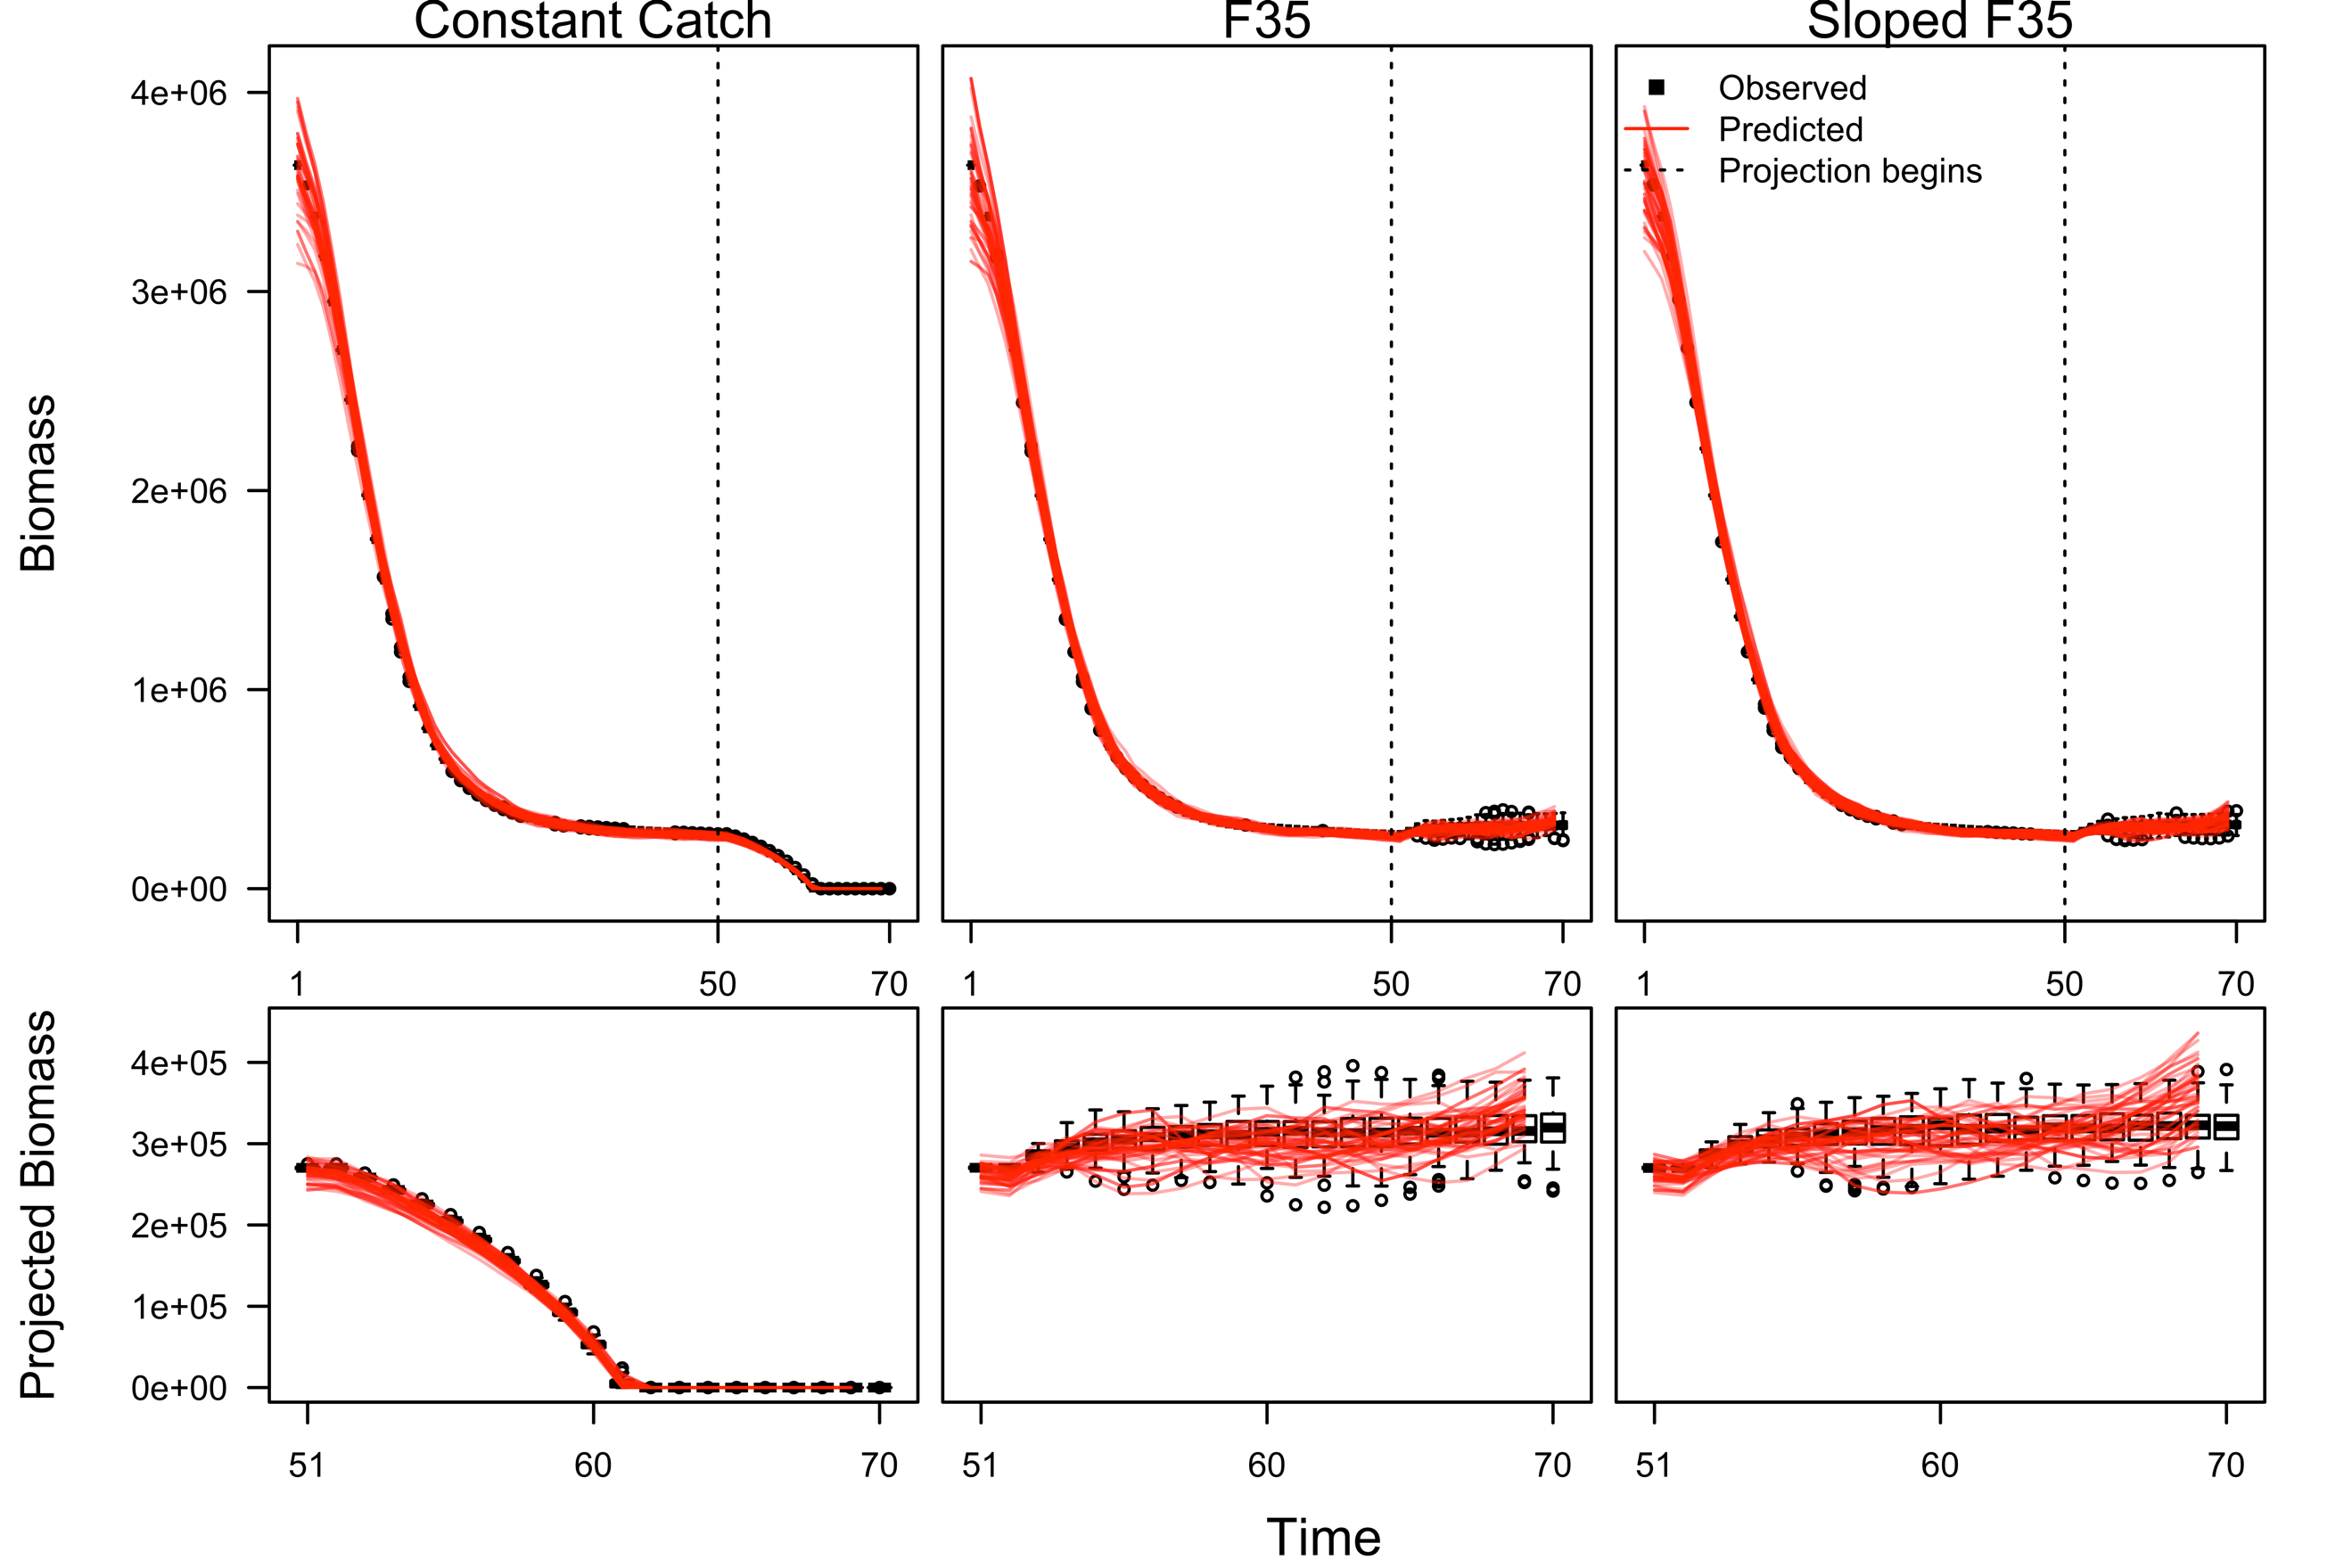 Constant Catch
F35
Sloped F35
Biomass
4e+06
3e+06
2e+06
1e+06
0e+00
Observed
Predicted
Projection begins
1 50 70
1 50 70
1 50 70
Projected Biomass
4e+05
3e+05
2e+05
1e+05
0e+00
51 60 70
51 60 70
51 60 70
Time